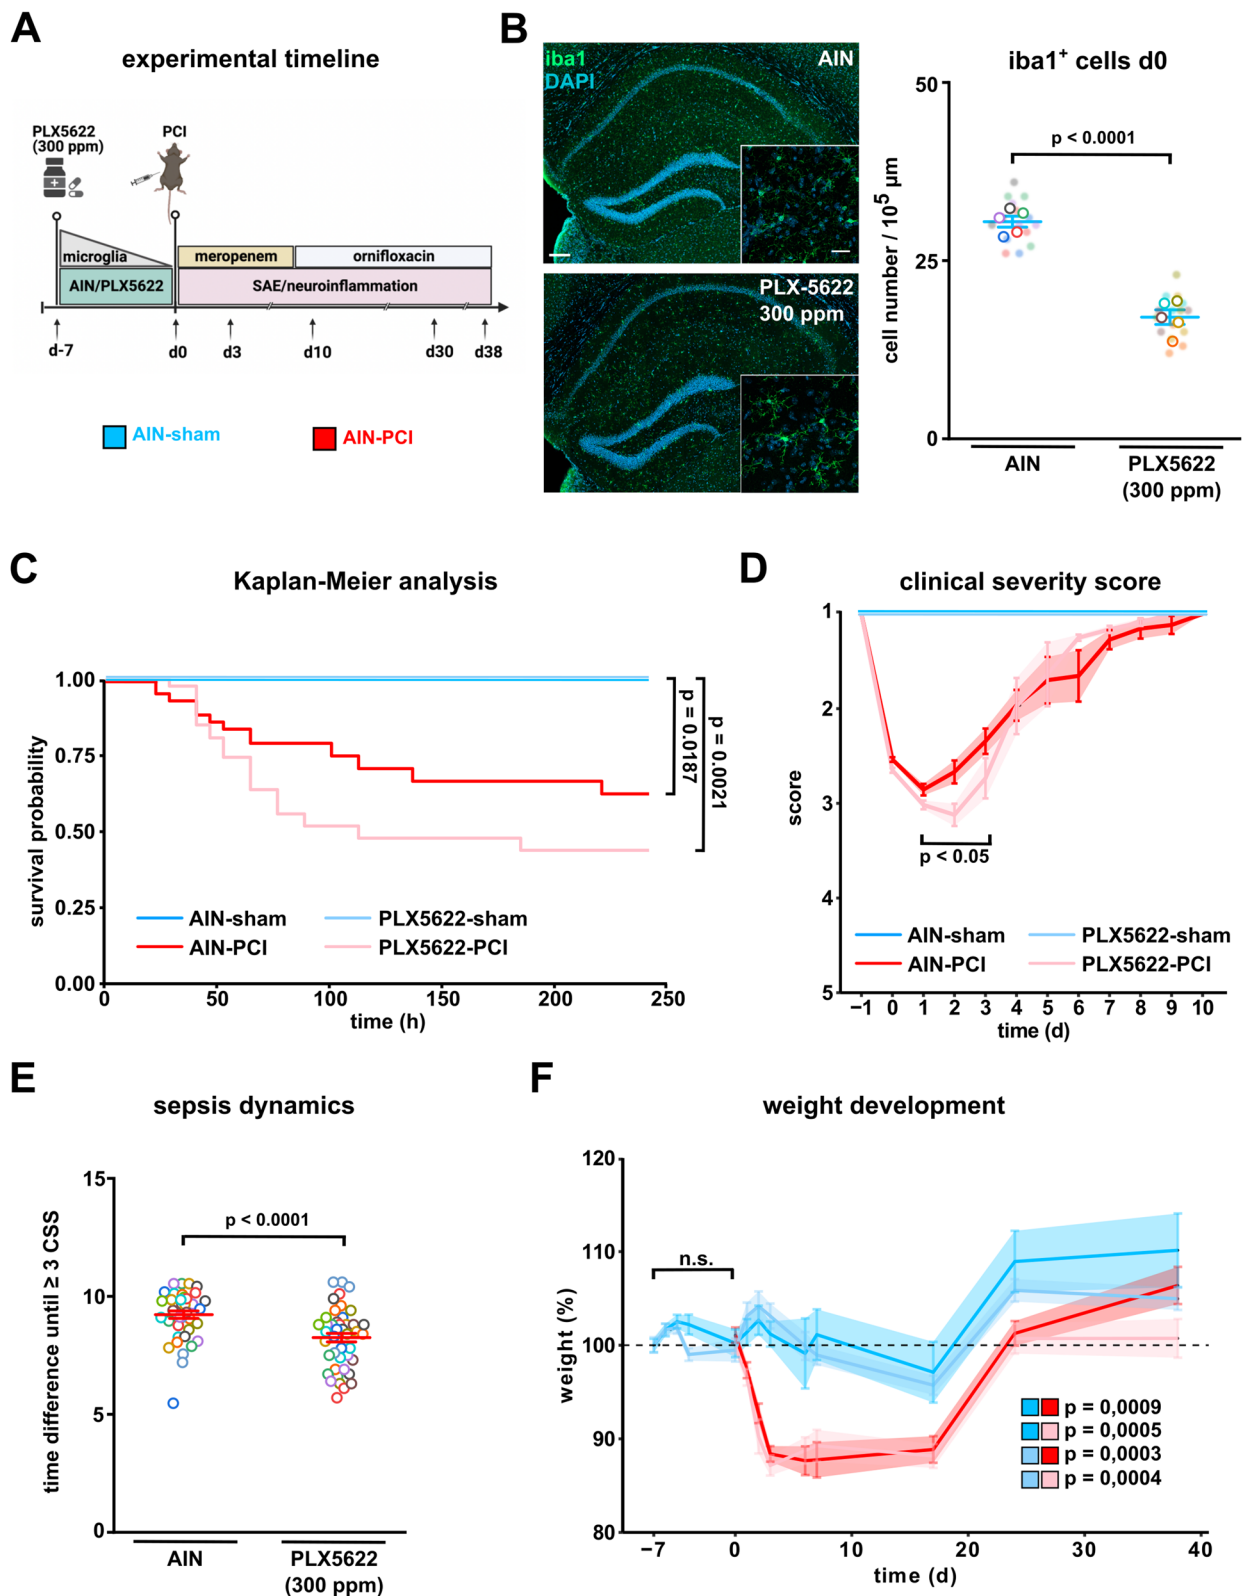 A
experimental timeline
PLX5622
(300 ppm)
PCI
microglia
meropenem
ornifloxacin
AIN/PLX5622
SAE/neuroinflammation
d-7
d0
d3
d10
d30
d38
AIN-sham
AIN-PCI
B
iba1
DAPI
AIN
PLX-5622
300 ppm
iba1+ cells d0
50
25
0
cell number / 10^5 µm
p < 0.0001
AIN
PLX5622
(300 ppm)
C
Kaplan-Meier analysis
1.00
0.75
0.50
0.25
0.00
survival probability
p = 0.0187
p = 0.0021
AIN-sham
PLX5622-sham
AIN-PCI
PLX5622-PCI
0
50
100
150
200
250
time (h)
D
clinical severity score
1
2
3
4
5
score
p < 0.05
AIN-sham
PLX5622-sham
AIN-PCI
PLX5622-PCI
−1 0 1 2 3 4 5 6 7 8 9 10
time (d)
E
sepsis dynamics
15
10
5
0
time difference until ≥ 3 CSS
p < 0.0001
AIN
PLX5622
(300 ppm)
F
weight development
120
110
100
90
80
weight (%)
n.s.
p = 0,0009
p = 0,0005
p = 0,0003
p = 0,0004
−7
0
10
20
30
40
time (d)